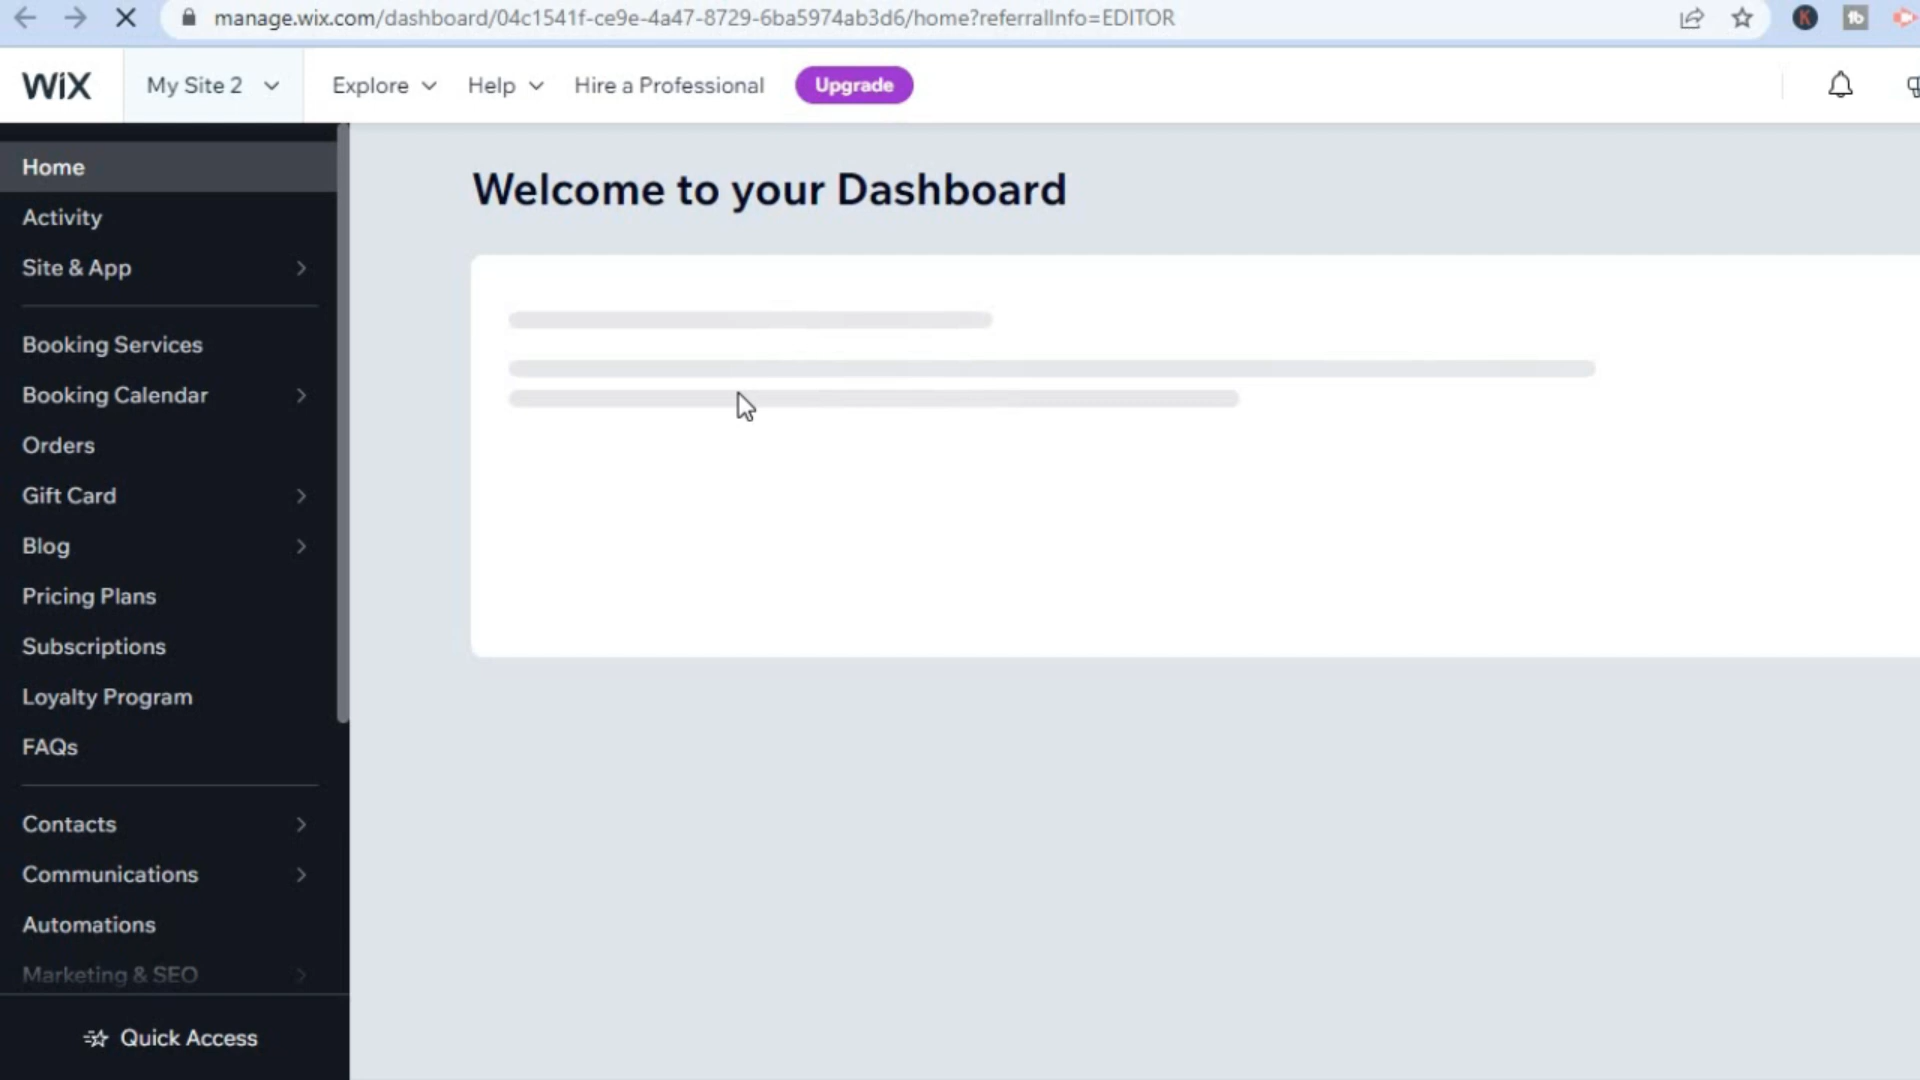 manage.wix.com/dashboard/04c1541f-ce9e-4a47-8729-6ba5974ab3d6/home?referralInfo=EDITOR
K
tb
WiX
My Site 2
Explore
Help
Hire a Professional
Upgrade
Home
Activity
Site & App
Booking Services
Booking Calendar
Orders
Gift Card
Blog
Pricing Plans
Subscriptions
Loyalty Program
FAQs
Contacts
Communications
Automations
Marketing & SEO
Quick Access
Welcome to your Dashboard